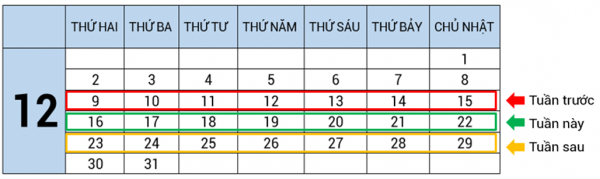 THỨ HAI THỨ BA THỨ TƯ THỨ NĂM THỨ SÁU THỨ BẢY CHỦ NHẬT
1
2 3 4 5 6 7 8
9 10 11 12 13 14 15 Tuần trước
12 16 17 18 19 20 21 22 Tuần này
23 24 25 26 27 28 29 Tuần sau
30 31